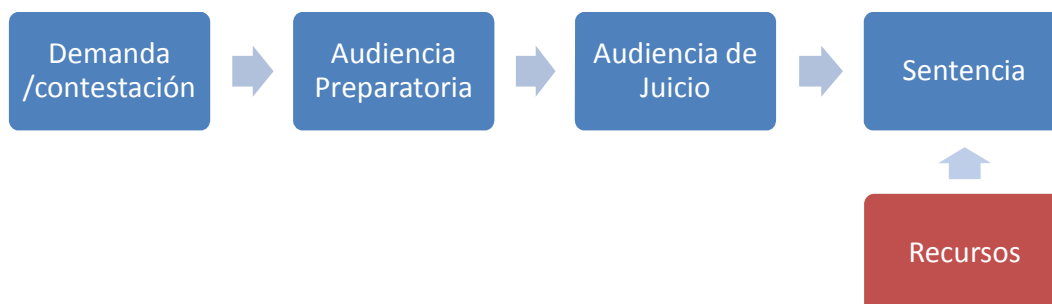 Demanda
/contestación
Audiencia
Preparatoria
Audiencia de
Juicio
Sentencia
Recursos